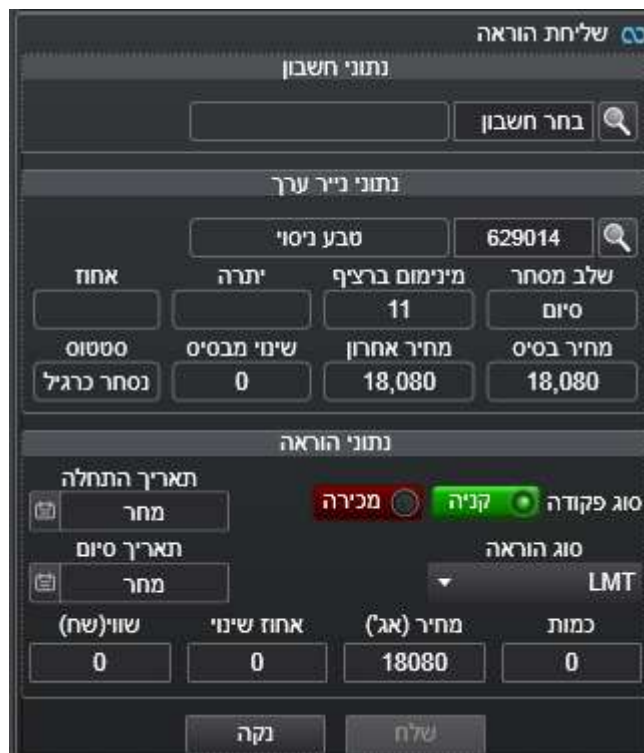 שליחת הוראה
נתוני חשבון
בחר חשבון
נתוני נייר ערך
629014 טבע ניסוי
שלב מסחר מינימום ברציף יתרה אחוז
סיום 11
מחיר בסיס מחיר אחרון שינוי מבסיס סטטוס
18,080 18,080 0 נסחר כרגיל
נתוני הוראה
תאריך התחלה
סוג פקודה קניה מכירה מחר
סוג הוראה תאריך סיום
LMT מחר
כמות מחיר (אג') אחוז שינוי שווי(שח)
0 18080 0 0
שלח נקה